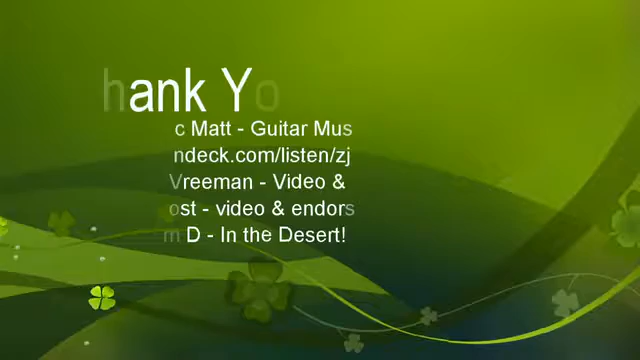 hank Yo
c Matt - Guitar Mus
ndeck.com/listen/zj
Vreeman - Video &
ost - video & endors
m D - In the Desert!